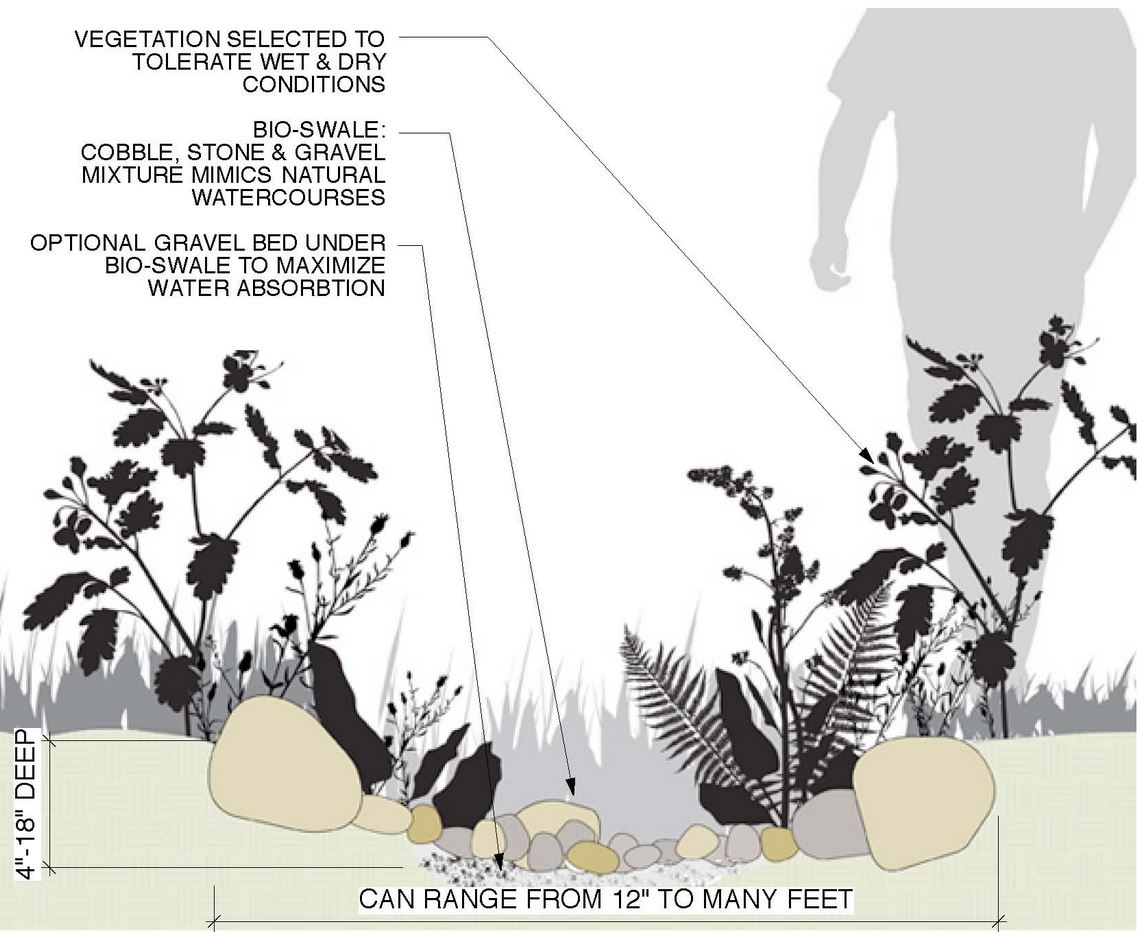 VEGETATION SELECTED TO
TOLERATE WET & DRY
CONDITIONS
BIO-SWALE:
COBBLE, STONE & GRAVEL
MIXTURE MIMICS NATURAL
WATERCOURSES
OPTIONAL GRAVEL BED UNDER
BIO-SWALE TO MAXIMIZE
WATER ABSORBTION
4"-18" DEEP
CAN RANGE FROM 12" TO MANY FEET